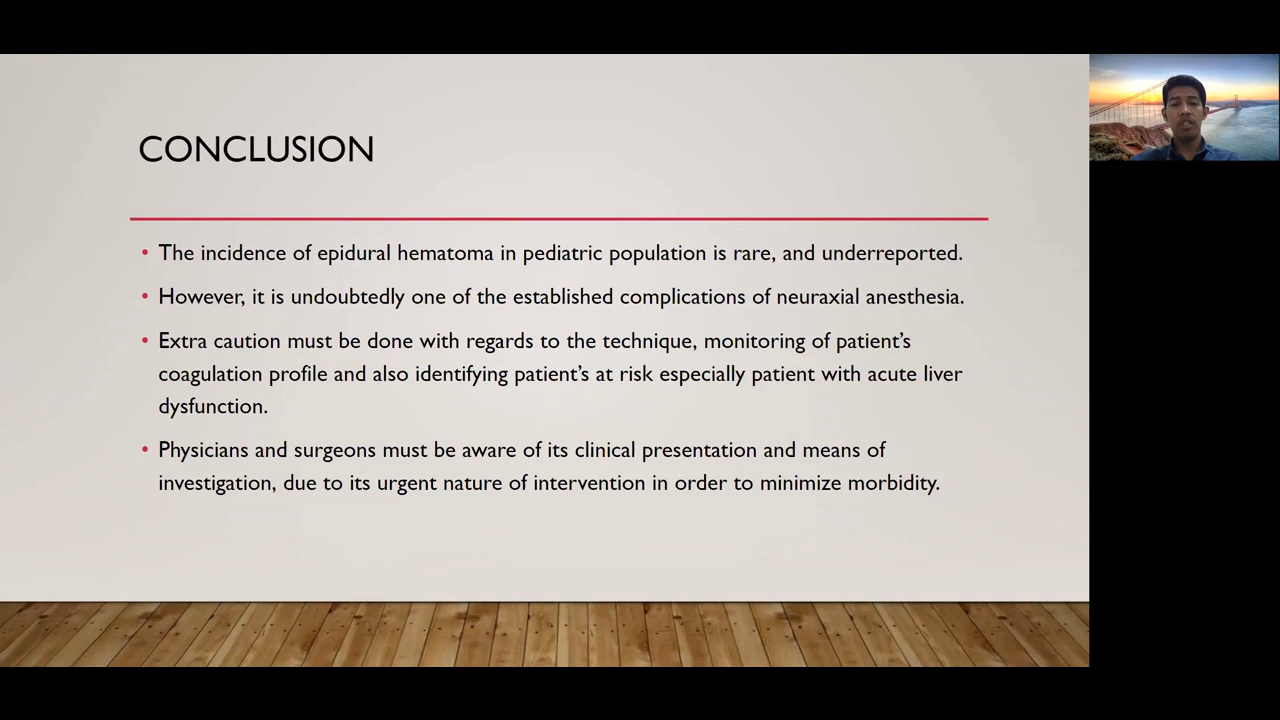 CONCLUSION
• The incidence of epidural hematoma in pediatric population is rare, and underreported.
• However, it is undoubtedly one of the established complications of neuraxial anesthesia.
• Extra caution must be done with regards to the technique, monitoring of patient’s
coagulation profile and also identifying patient’s at risk especially patient with acute liver
dysfunction.
• Physicians and surgeons must be aware of its clinical presentation and means of
investigation, due to its urgent nature of intervention in order to minimize morbidity.